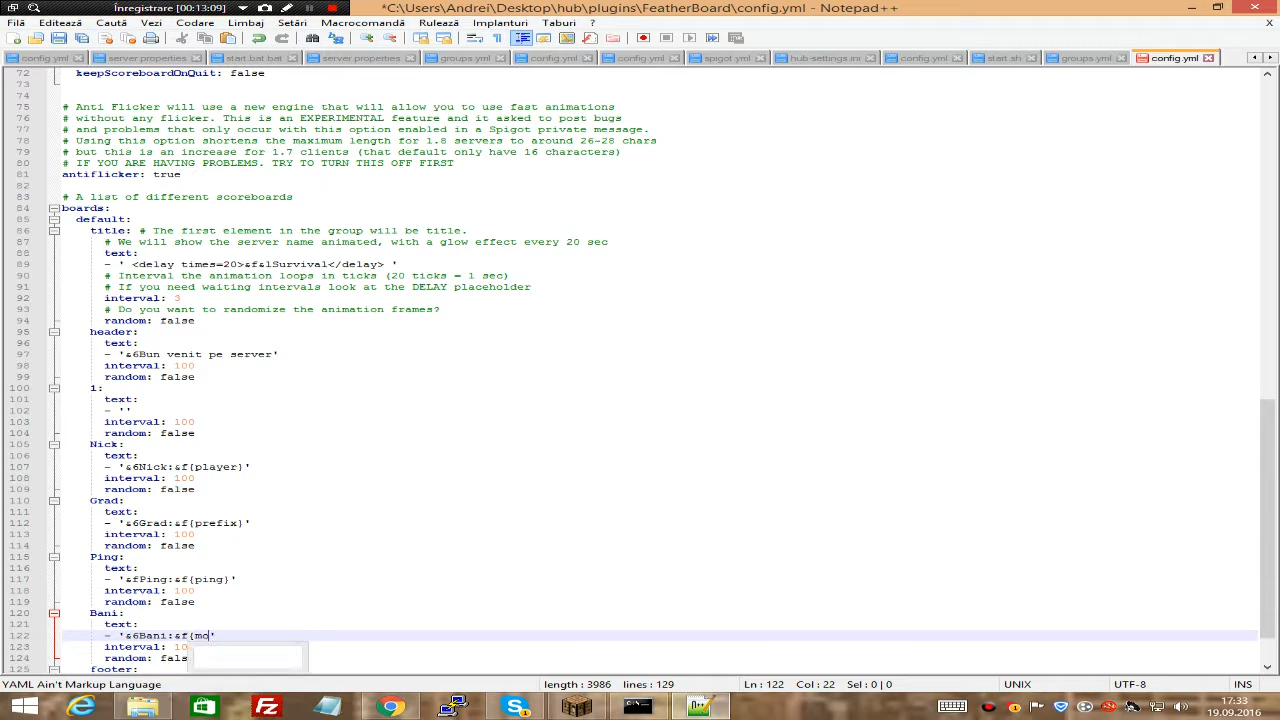 Înregistrare [00:13:09]
*C:\Users\Andrei\Desktop\hub\plugins\FeatherBoard\config.yml - Notepad++
Filă Editează Caută Vezi Codare Limbaj Setări Macrocomandă Rulează Implanturi Taburi ?
config.yml server.properties start.bat.bat server.properties groups.yml config.yml config.yml spigot.yml hub-settings.ini config.yml start.sh groups.yml config.yml
72 keepScoreboardOnQuit: false
73
74
75 # Anti Flicker will use a new engine that will allow you to use fast animations
76 # without any flicker. This is an EXPERIMENTAL feature and it asked to post bugs
77 # and problems that only occur with this option enabled in a Spigot private message.
78 # Using this option shortens the maximum length for 1.8 servers to around 26-28 chars
79 # but this is an increase for 1.7 clients (that default only have 16 characters)
80 # IF YOU ARE HAVING PROBLEMS. TRY TO TURN THIS OFF FIRST
81 antiflicker: true
82
83 # A list of different scoreboards
84 boards:
85 default:
86 title: # The first element in the group will be title.
87 # We will show the server name animated, with a glow effect every 20 sec
88 text:
89 - ' <delay times=20>&f&lSurvival</delay> '
90 # Interval the animation loops in ticks (20 ticks = 1 sec)
91 # If you need waiting intervals look at the DELAY placeholder
92 interval: 3
93 # Do you want to randomize the animation frames?
94 random: false
95 header:
96 text:
97 - '&6Bun venit pe server'
98 interval: 100
99 random: false
100 1:
101 text:
102 - ''
103 interval: 100
104 random: false
105 Nick:
106 text:
107 - '&6Nick:&f{player}'
108 interval: 100
109 random: false
110 Grad:
111 text:
112 - '&6Grad:&f{prefix}'
113 interval: 100
114 random: false
115 Ping:
116 text:
117 - '&fPing:&f{ping}'
118 interval: 100
119 random: false
120 Bani:
121 text:
122 - '&6Bani:&f{mo'
123 interval: 10
124 random: fals
125 footer:
YAML Ain't Markup Language length : 3986 lines : 129 Ln : 122 Col : 22 Sel : 0 | 0 UNIX UTF-8 INS
17:33
19.09.2016